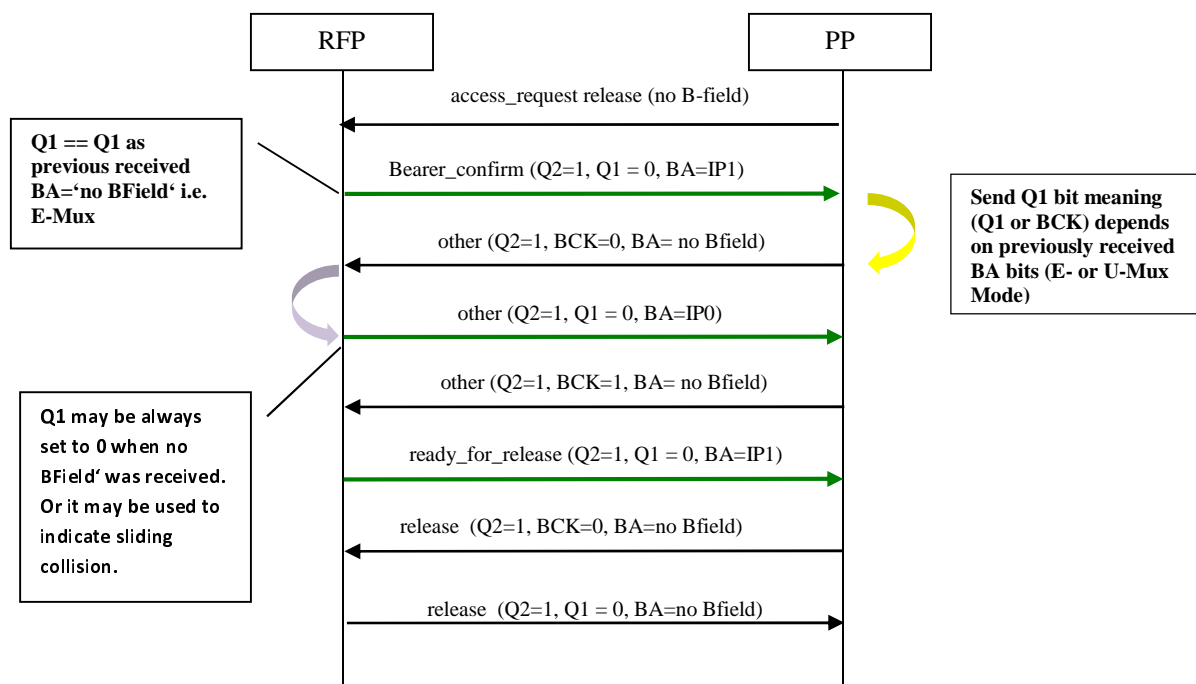 RFP
PP
access_request release (no B-field)
Q1 == Q1 as
previous received
BA=‘no BField‘ i.e.
E-Mux
Bearer_confirm (Q2=1, Q1 = 0, BA=IP1)
Send Q1 bit meaning
(Q1 or BCK) depends
on previously received
BA bits (E- or U-Mux
Mode)
other (Q2=1, BCK=0, BA= no Bfield)
other (Q2=1, Q1 = 0, BA=IP0)
other (Q2=1, BCK=1, BA= no Bfield)
Q1 may be always
set to 0 when no
BField‘ was received.
Or it may be used to
indicate sliding
collision.
ready_for_release (Q2=1, Q1 = 0, BA=IP1)
release (Q2=1, BCK=0, BA=no Bfield)
release (Q2=1, Q1 = 0, BA=no Bfield)